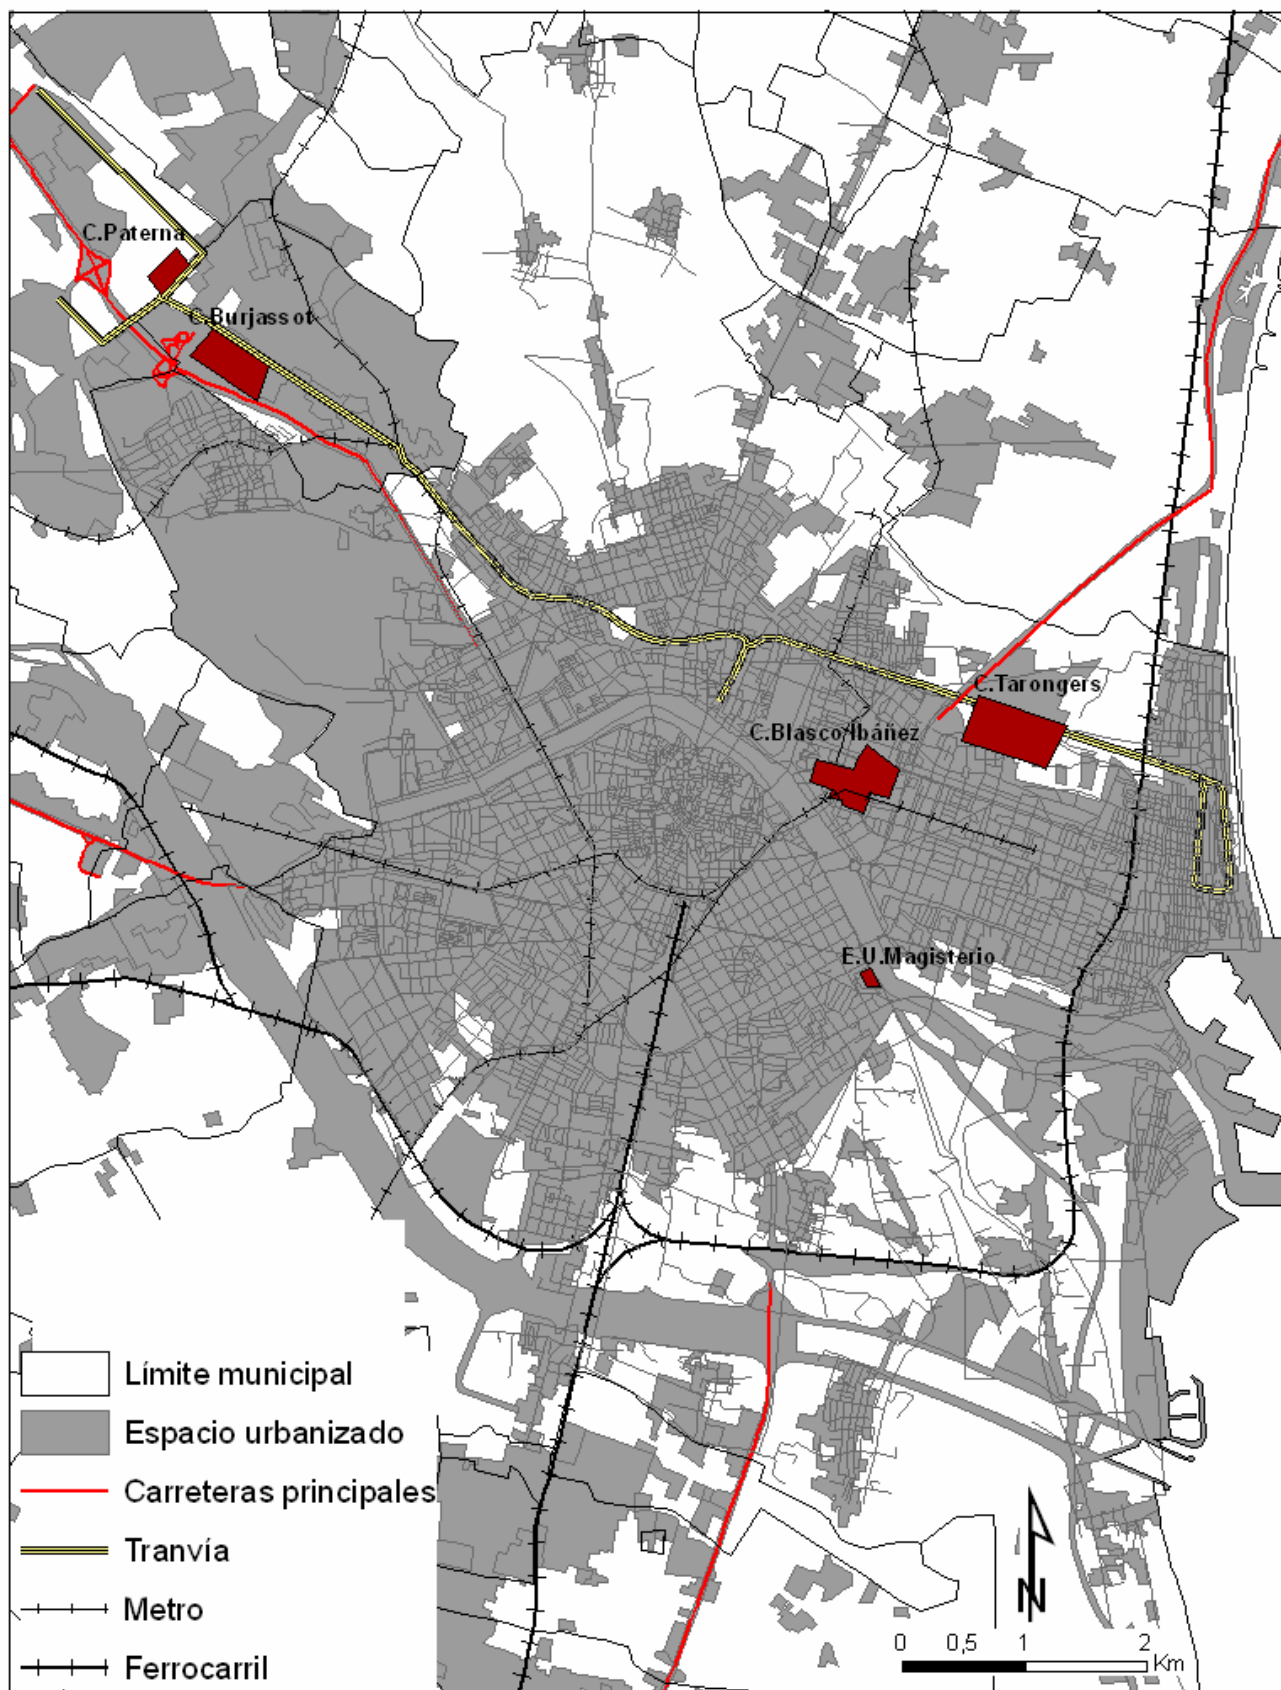 C.Paterna
C.Burjassot
C.Tarongers
C.Blasco Ibáñez
E.U.Magisterio
Límite municipal
Espacio urbanizado
Carreteras principales
Tranvía
Metro
Ferrocarril
N
0 0,5 1 2
Km